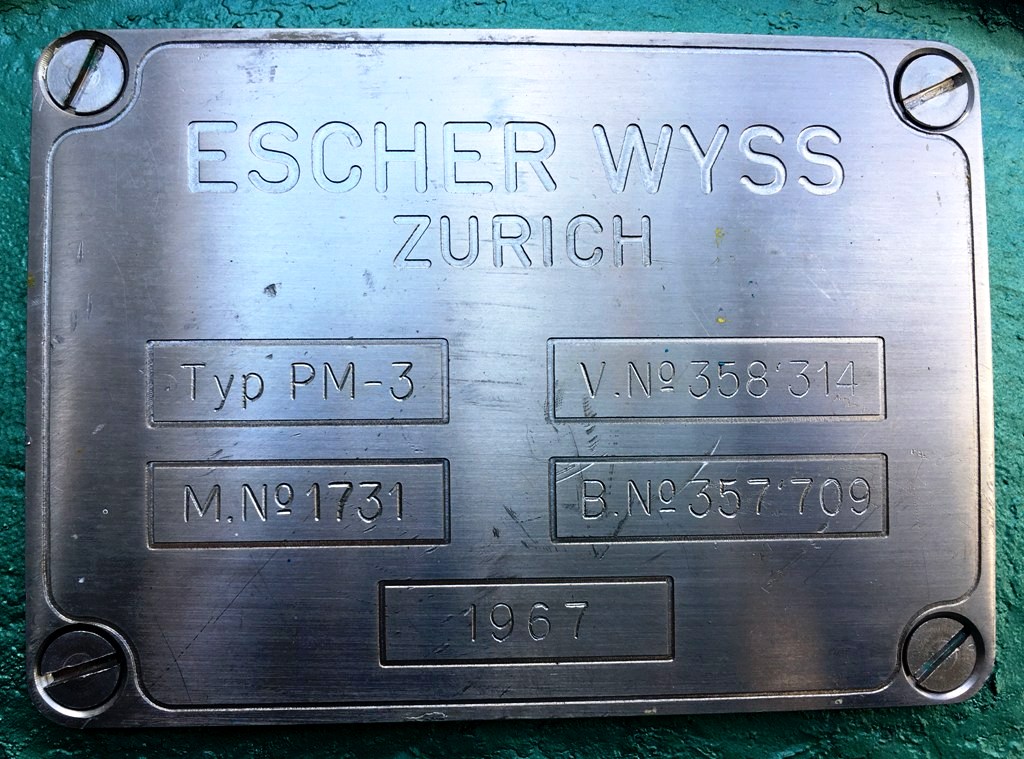 ESCHER WYSS
ZURICH
Typ PM-3
V.Nº 358'314
M.Nº 1731
B.Nº 357'709
1967